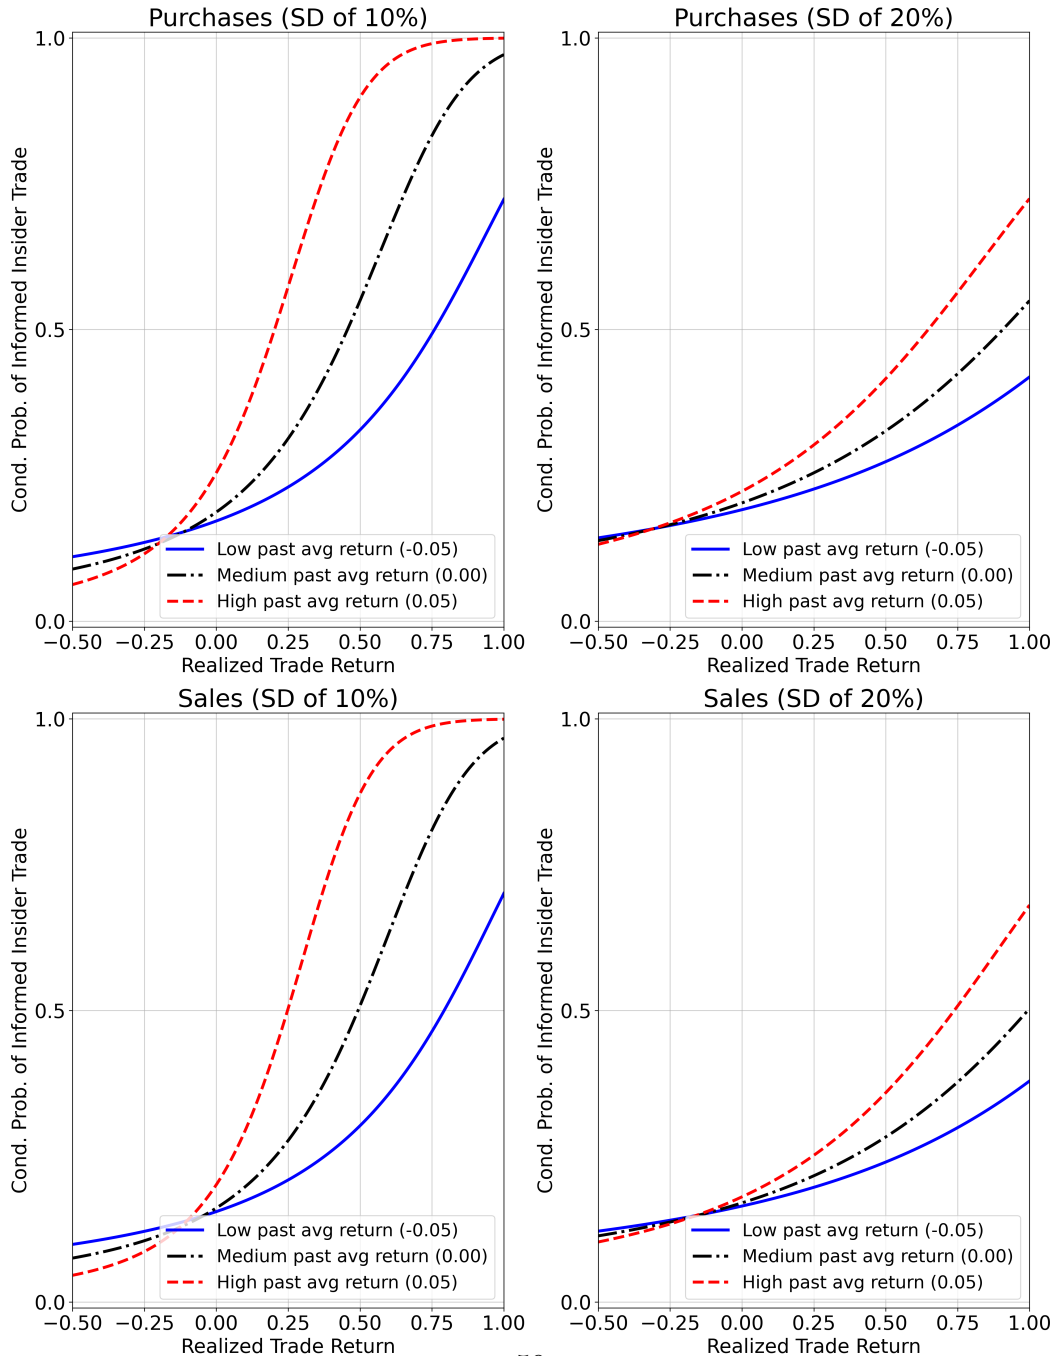 Purchases (SD of 10%)
Cond. Prob. of Informed Insider Trade
1.0
0.5
0.0
Low past avg return (-0.05)
Medium past avg return (0.00)
High past avg return (0.05)
−0.50 −0.25 0.00 0.25 0.50 0.75 1.00
Realized Trade Return
Purchases (SD of 20%)
Cond. Prob. of Informed Insider Trade
1.0
0.5
0.0
Low past avg return (-0.05)
Medium past avg return (0.00)
High past avg return (0.05)
−0.50 −0.25 0.00 0.25 0.50 0.75 1.00
Realized Trade Return
Sales (SD of 10%)
Cond. Prob. of Informed Insider Trade
1.0
0.5
0.0
Low past avg return (-0.05)
Medium past avg return (0.00)
High past avg return (0.05)
−0.50 −0.25 0.00 0.25 0.50 0.75 1.00
Realized Trade Return
Sales (SD of 20%)
Cond. Prob. of Informed Insider Trade
1.0
0.5
0.0
Low past avg return (-0.05)
Medium past avg return (0.00)
High past avg return (0.05)
−0.50 −0.25 0.00 0.25 0.50 0.75 1.00
Realized Trade Return